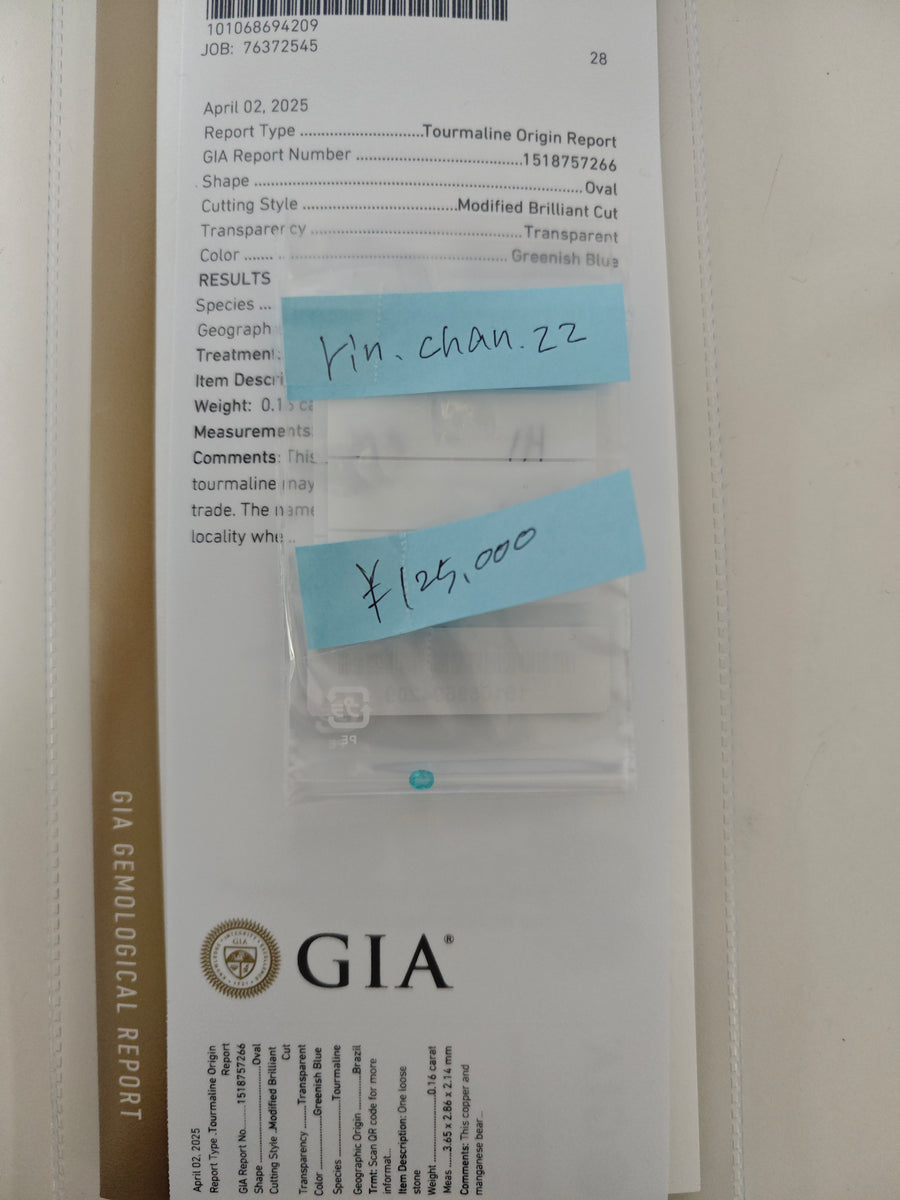 101068694209
JOB: 76372545
28
April 02, 2025
Report Type ........................Tourmaline Origin Report
GIA Report Number ................................1518757266
Shape ................................................................Oval
Cutting Style ..............................Modified Brilliant Cut
Transparency ........................................Transparent
Color ............................................Greenish Blue
RESULTS
Species ...
Geograph
Treatment:
Item Descri
Weight: 0.1
Measurements
Comments: This
tourmaline may
trade. The name
locality whe
rin.chan.22
¥125,000
GIA GEMOLOGICAL REPORT
GIA®
April 02, 2025
Report Type .Tourmaline Origin
Report
GIA Report No.......1518757266
Shape ................................Oval
Cutting Style ..Modified Brilliant
Cut
Transparency ........Transparent
Color ..................Greenish Blue
Species ..................Tourmaline
Geographic Origin ..........Brazil
Trmt: Scan QR code for more
informat...
Item Description: One loose
stone
Weight .....................0.16 carat
Meas .....3.65 x 2.86 x 2.14 mm
Comments: This copper and
manganese bear...